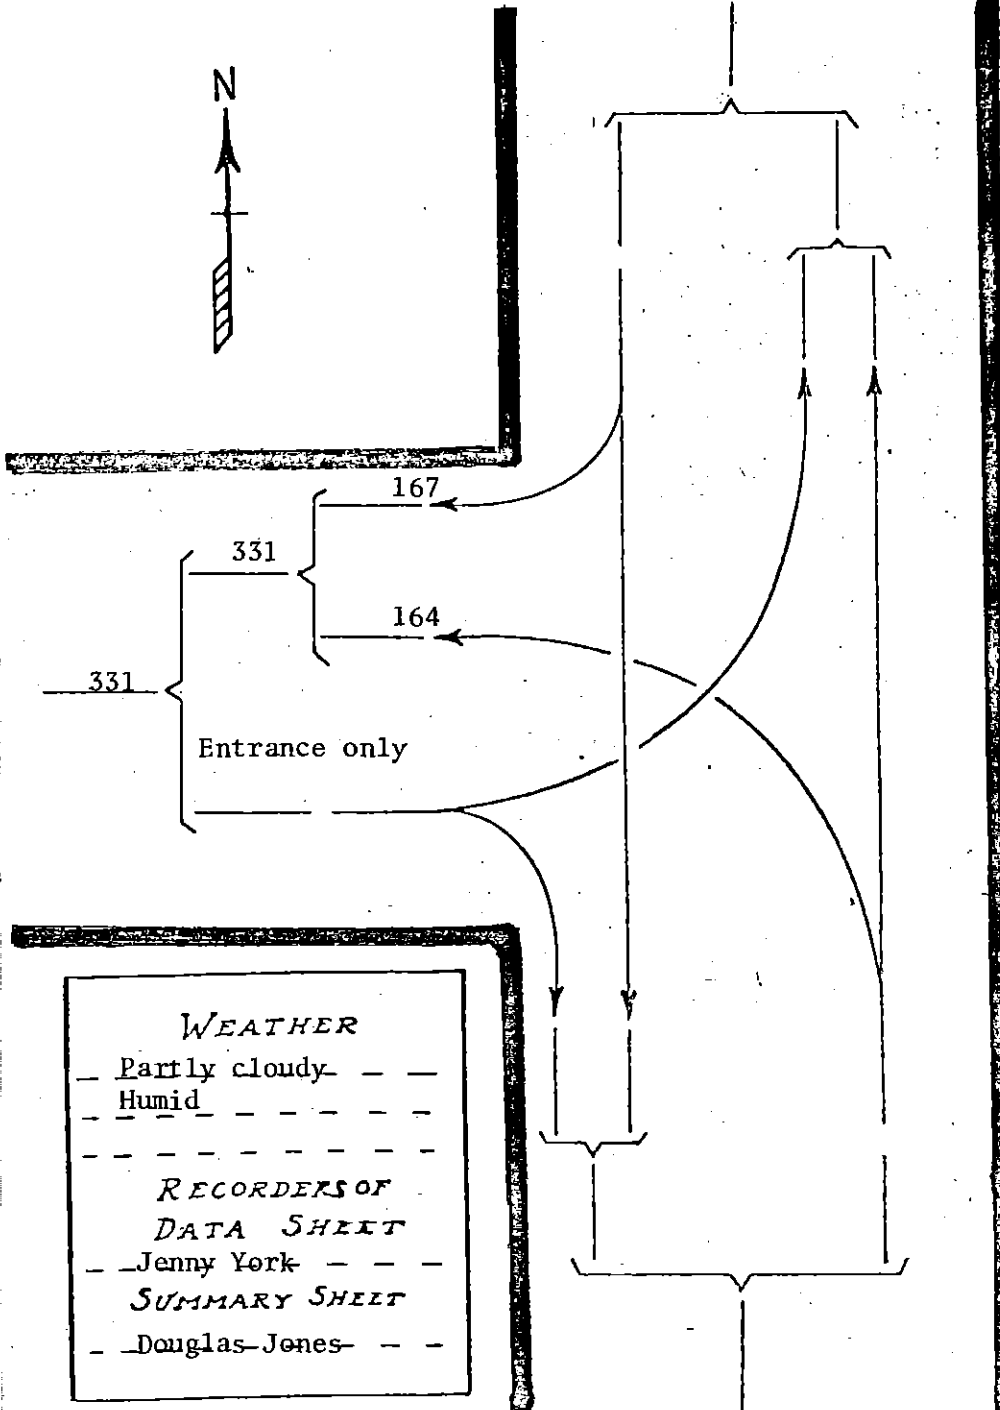 N
167
331
164
331
Entrance only
WEATHER
Partly cloudy
Humid
RECORDERS OF
DATA SHEET
Jenny York
SUMMARY SHEET
Douglas Jones